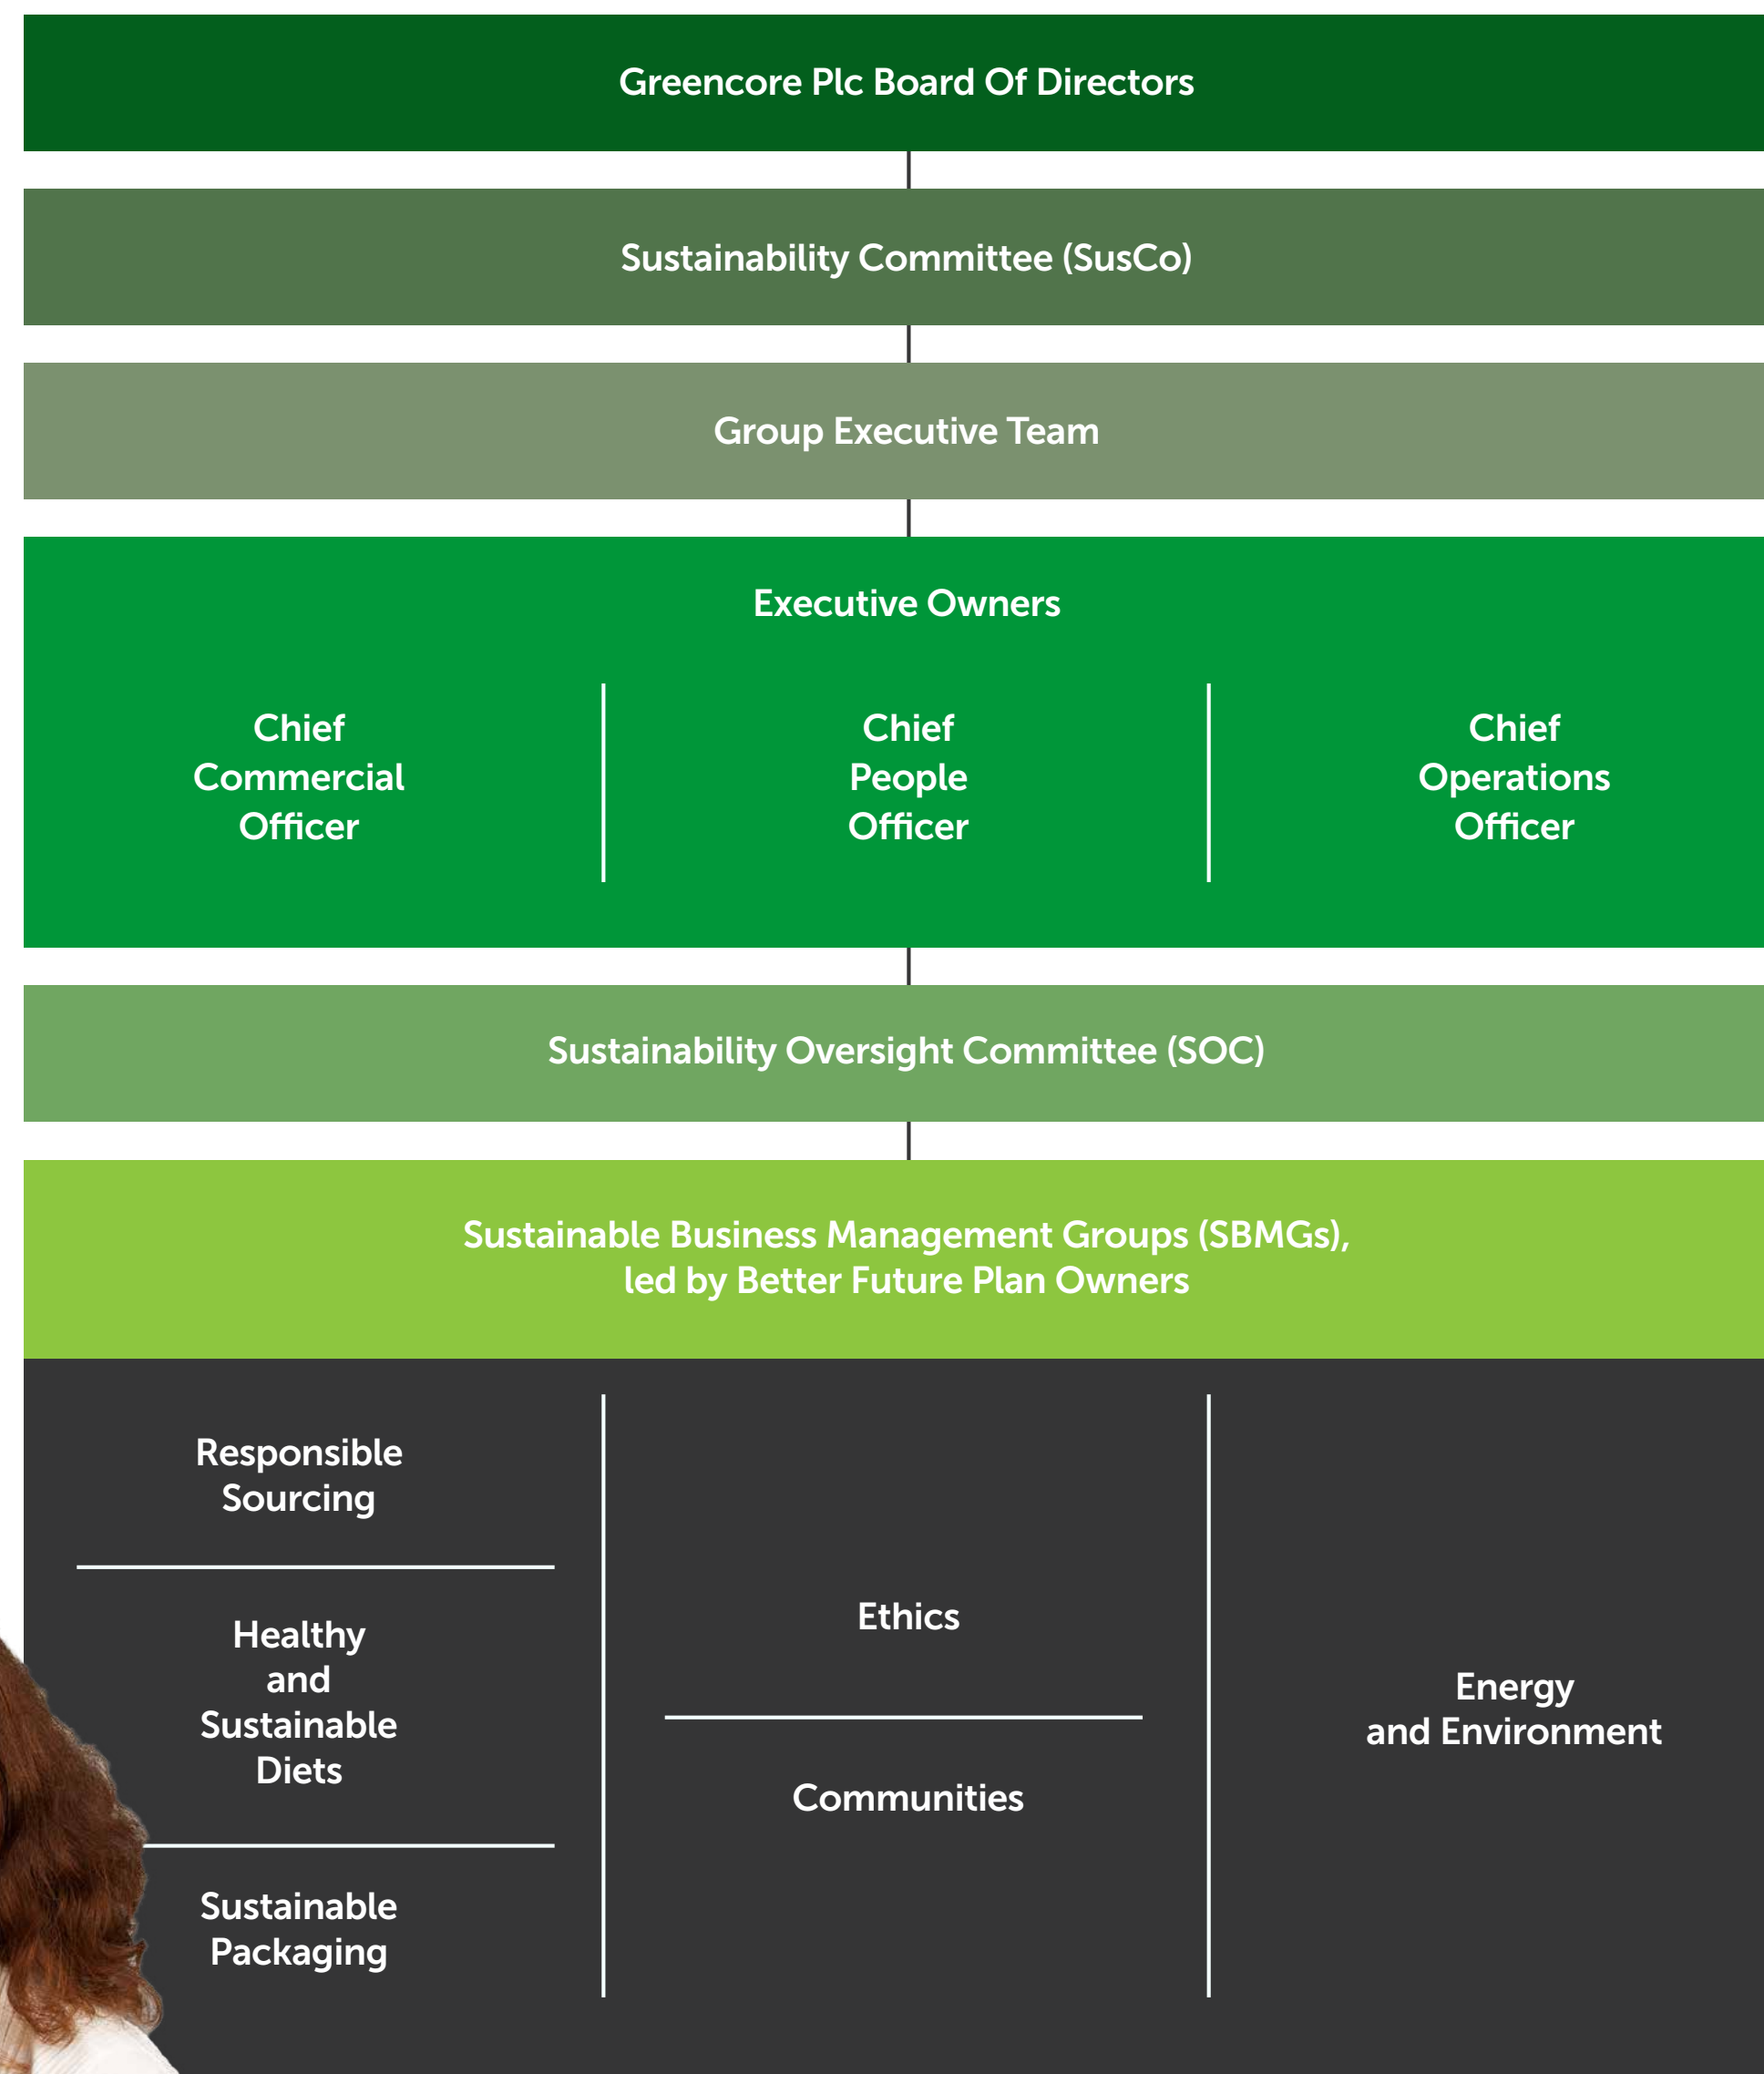 Greencore Plc Board Of Directors
Sustainability Committee (SusCo)
Group Executive Team
Executive Owners
Chief
Commercial
Officer
Chief
People
Officer
Chief
Operations
Officer
Sustainability Oversight Committee (SOC)
Sustainable Business Management Groups (SBMGs),
led by Better Future Plan Owners
Responsible
Sourcing
Healthy
and
Sustainable
Diets
Sustainable
Packaging
Ethics
Communities
Energy
and Environment